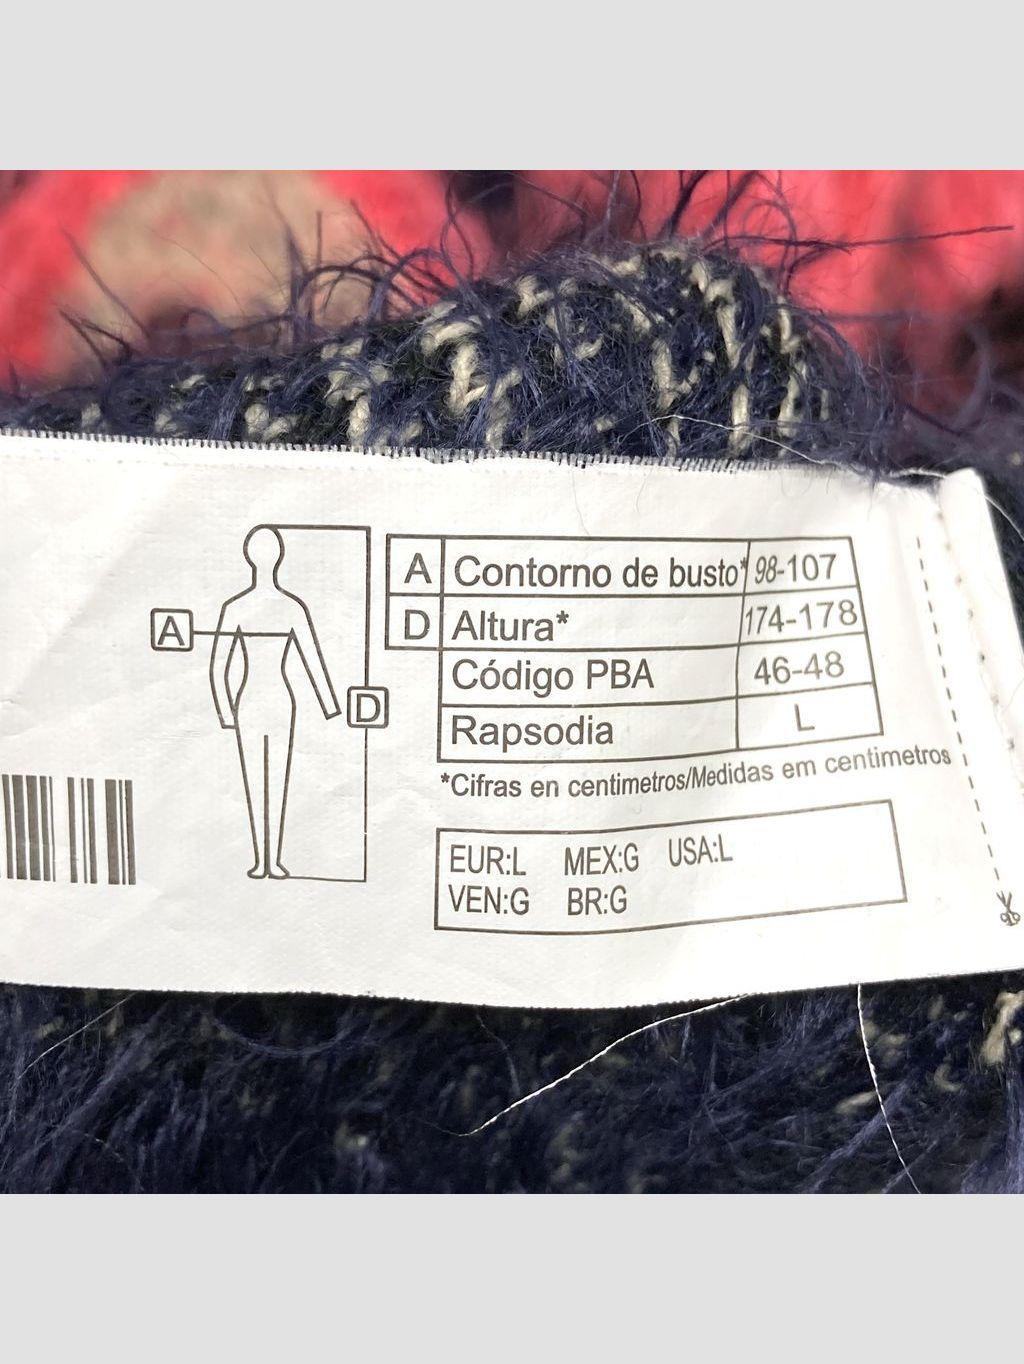 A Contorno de busto* 98-107
D Altura* 174-178
Código PBA 46-48
Rapsodia L
*Cifras en centimetros/Medidas em centimetros
A
D
EUR:L MEX:G USA:L
VEN:G BR:G